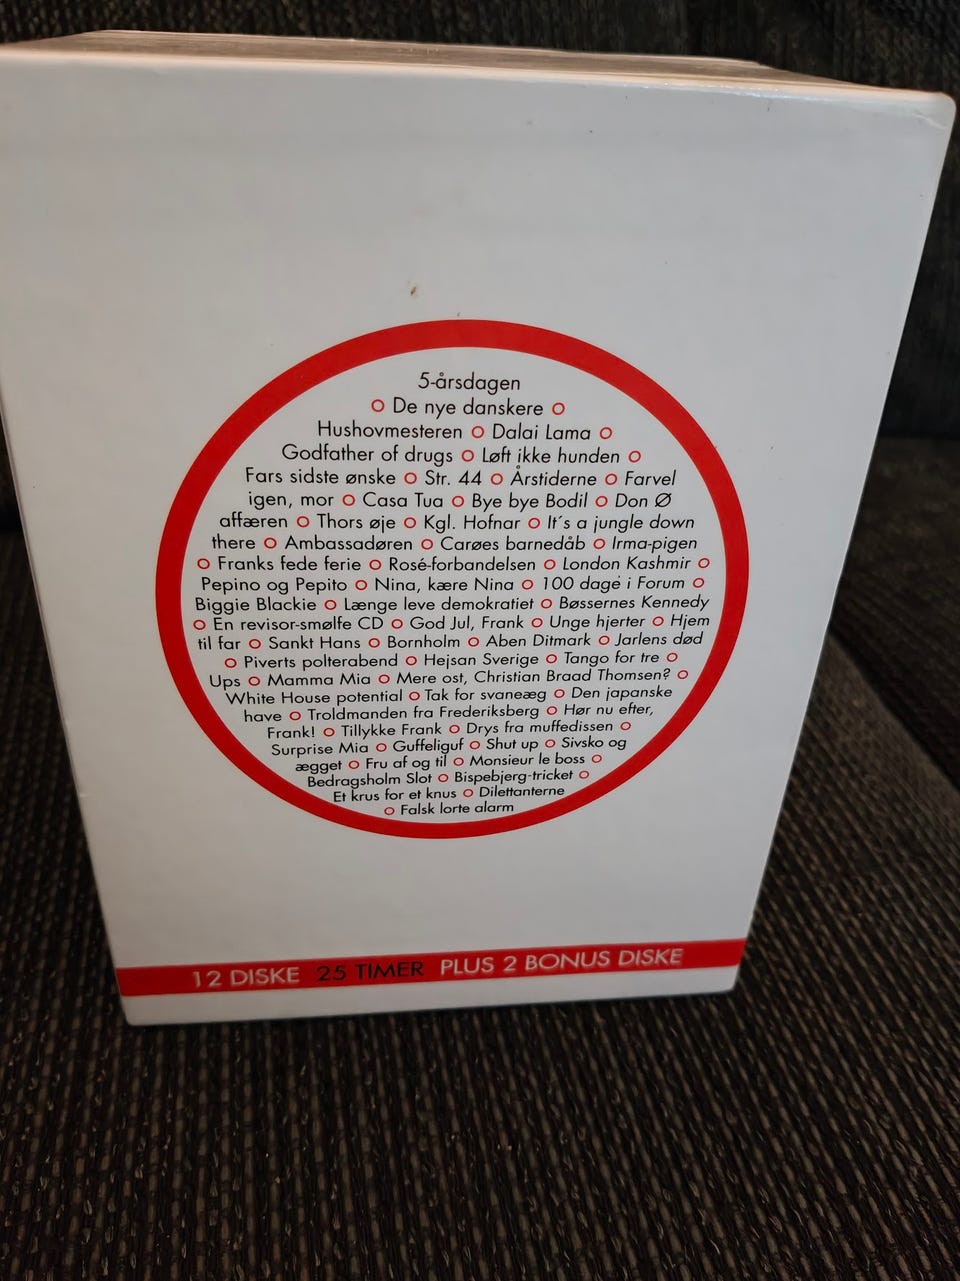 5-årsdagen
o De nye danskere o
Hushovmesteren o Dalai Lama o
Godfather of drugs o Løft ikke hunden o
Fars sidste ønske o Str. 44 o Årstiderne o Farvel
igen, mor o Casa Tua o Bye bye Bodil o Don Ø
affæren o Thors øje o Kgl. Hofnar o It´s a jungle down
there o Ambassadøren o Carøes barnedåb o Irma-pigen
o Franks fede ferie o Rosé-forbandelsen o London Kashmir o
Pepino og Pepito o Nina, kære Nina o 100 dage i Forum o
Biggie Blackie o Længe leve demokratiet o Bøssernes Kennedy
o En revisor-smølfe CD o God Jul, Frank o Unge hjerter o Hjem
til far o Sankt Hans o Bornholm o Aben Ditmark o Jarlens død
o Piverts polterabend o Hejsan Sverige o Tango for tre o
Ups o Mamma Mia o Mere ost, Christian Braad Thomsen? o
White House potential o Tak for svaneæg o Den japanske
have o Troldmanden fra Frederiksberg o Hør nu efter,
Frank! o Tillykke Frank o Drys fra muffedissen o
Surprise Mia o Guffeliguf o Shut up o Sivsko og
ægget o Fru af og til o Monsieur le boss o
Bedragsholm Slot o Bispebjerg-tricket o
Et krus for et knus o Dilettanterne
o Falsk lorte alarm
12 DISKE 25 TIMER PLUS 2 BONUS DISKE